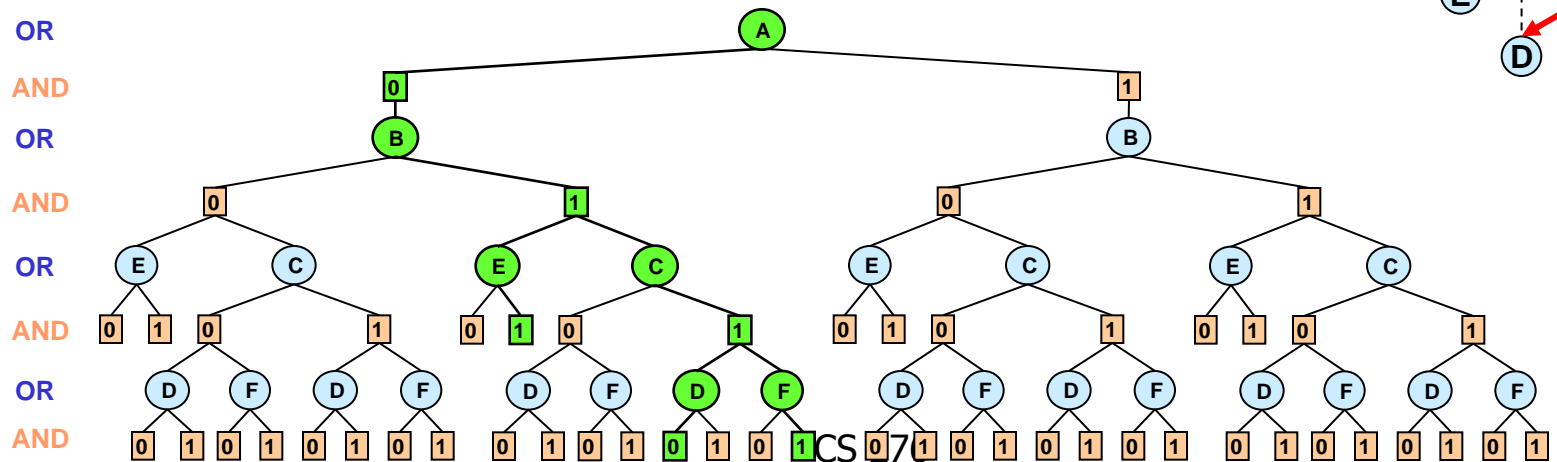 OR A
D
AND 0 1
OR B B
AND 0 1 0 1
OR E C E C E C E C
AND 0 1 0 1 0 1 0 1 0 1 0 1 0 1 0 1
OR D F D F D F D F D F D F D F D F
AND 0 1 0 1 0 1 0 1 0 1 0 1 0 1 0 1 CS 0 1 0 1 0 1 0 1 0 1 0 1 0 1 0 1